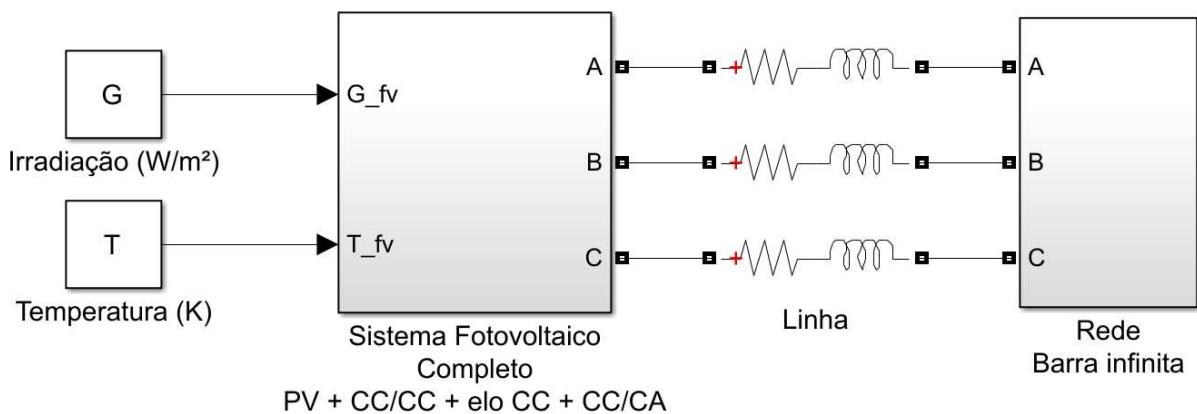 G
Irradiação (W/m²)
T
Temperatura (K)
G_fv
T_fv
A
B
C
Sistema Fotovoltaico
Completo
PV + CC/CC + elo CC + CC/CA
Linha
A
B
C
Rede
Barra infinita